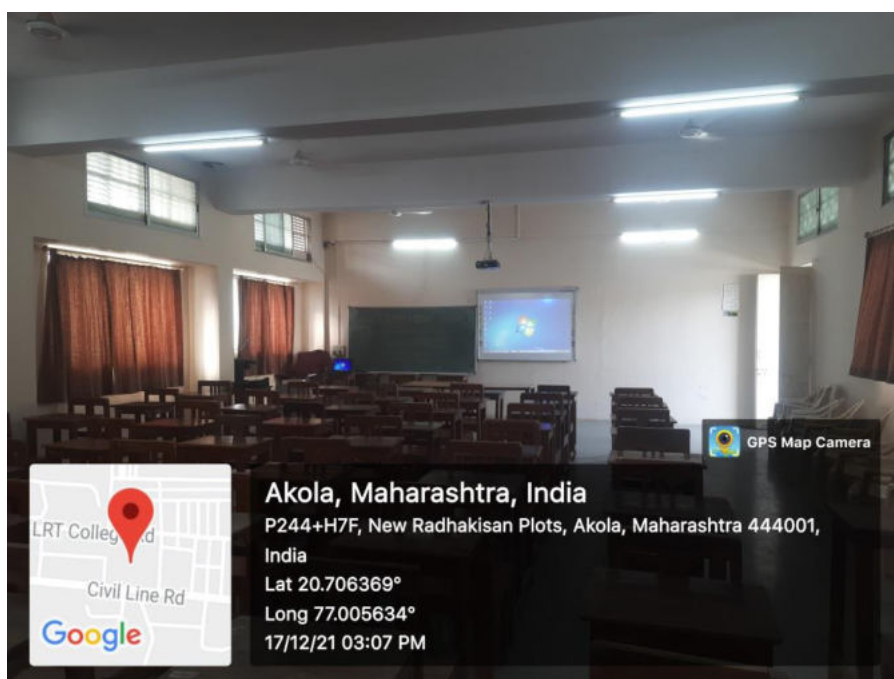 GPS Map Camera
Akola, Maharashtra, India
P244+H7F, New Radhakisan Plots, Akola, Maharashtra 444001,
India
Lat 20.706369°
Long 77.005634°
17/12/21 03:07 PM
LRT College Rd
Civil Line Rd
Google